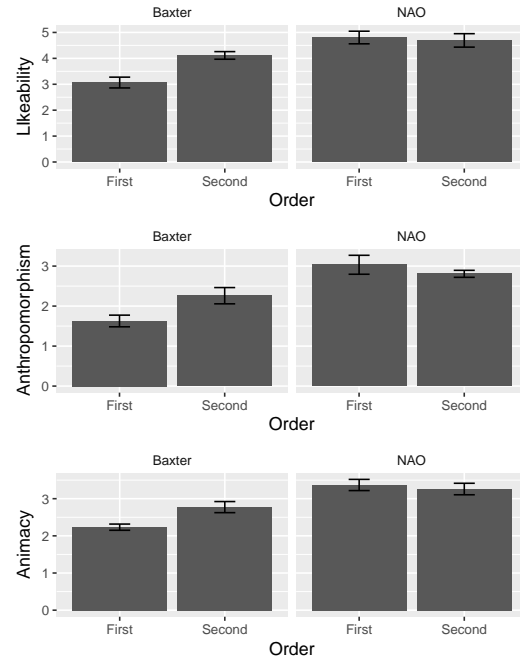 Baxter NAO
LIkeability
5
4
3
2
1
0
First Second First Second
Order
Baxter NAO
Anthropomorphism
3
2
1
0
First Second First Second
Order
Baxter NAO
Animacy
3
2
1
0
First Second First Second
Order